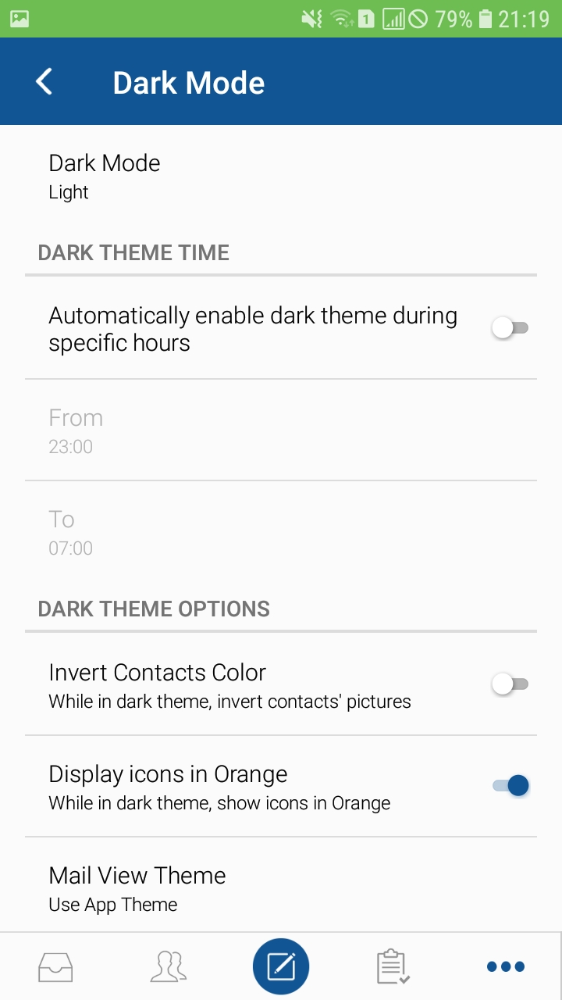 1 79% 21:19
Dark Mode
Dark Mode
Light
DARK THEME TIME
Automatically enable dark theme during
specific hours
From
23:00
To
07:00
DARK THEME OPTIONS
Invert Contacts Color
While in dark theme, invert contacts' pictures
Display icons in Orange
While in dark theme, show icons in Orange
Mail View Theme
Use App Theme